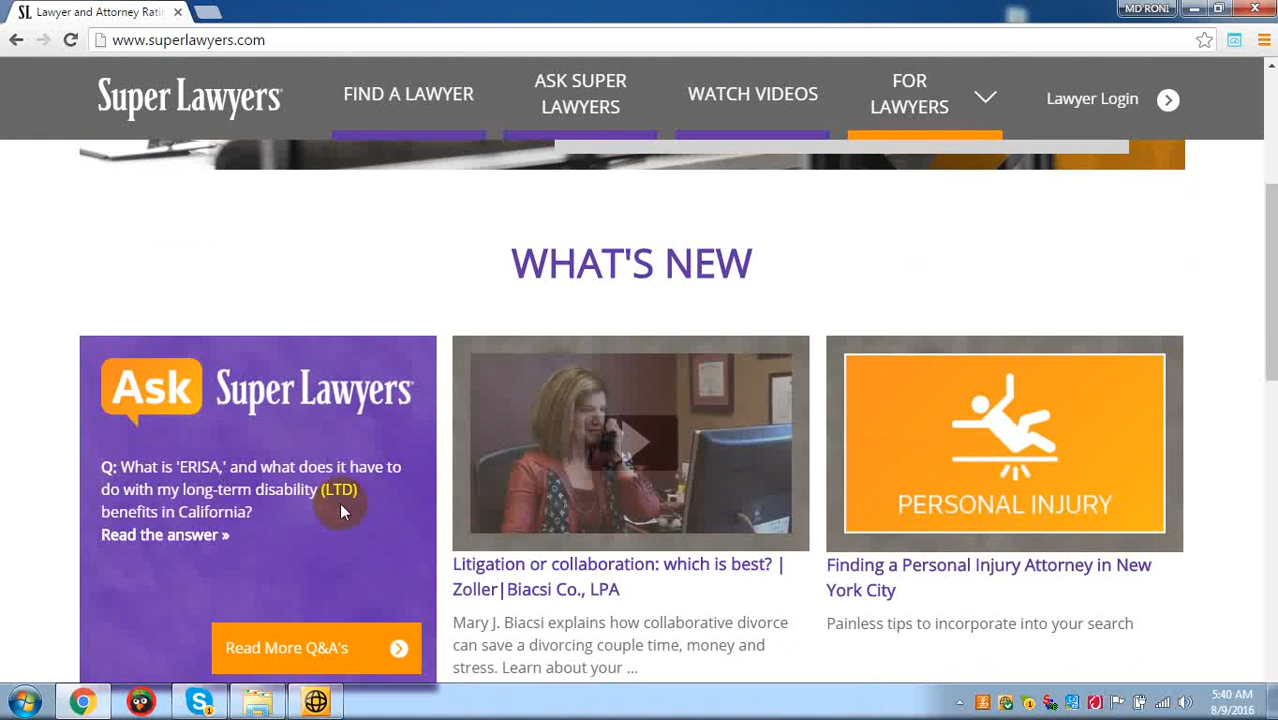 SL Lawyer and Attorney Rati
MD RONI
www.superlawyers.com
Super Lawyers
FIND A LAWYER
ASK SUPER
LAWYERS
WATCH VIDEOS
FOR
LAWYERS
Lawyer Login
WHAT'S NEW
Ask Super Lawyers
Q: What is 'ERISA,' and what does it have to
do with my long-term disability (LTD)
benefits in California?
Read the answer »
Read More Q&A's
Litigation or collaboration: which is best? |
Zoller|Biacsi Co., LPA
Mary J. Biacsi explains how collaborative divorce
can save a divorcing couple time, money and
stress. Learn about your ...
PERSONAL INJURY
Finding a Personal Injury Attorney in New
York City
Painless tips to incorporate into your search
5:40 AM
8/9/2016